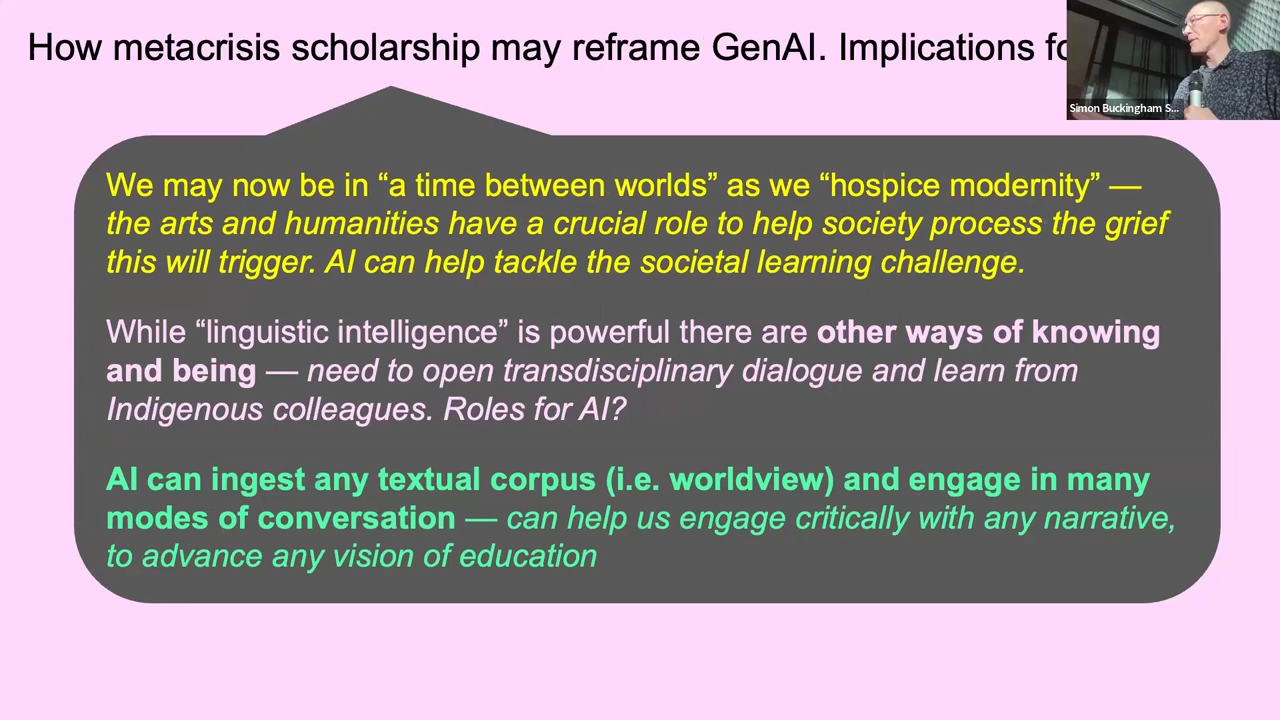 How metacrisis scholarship may reframe GenAI. Implications fo
Simon Buckingham S...
We may now be in “a time between worlds” as we “hospice modernity” —
the arts and humanities have a crucial role to help society process the grief
this will trigger. AI can help tackle the societal learning challenge.
While “linguistic intelligence” is powerful there are other ways of knowing
and being — need to open transdisciplinary dialogue and learn from
Indigenous colleagues. Roles for AI?
AI can ingest any textual corpus (i.e. worldview) and engage in many
modes of conversation — can help us engage critically with any narrative,
to advance any vision of education